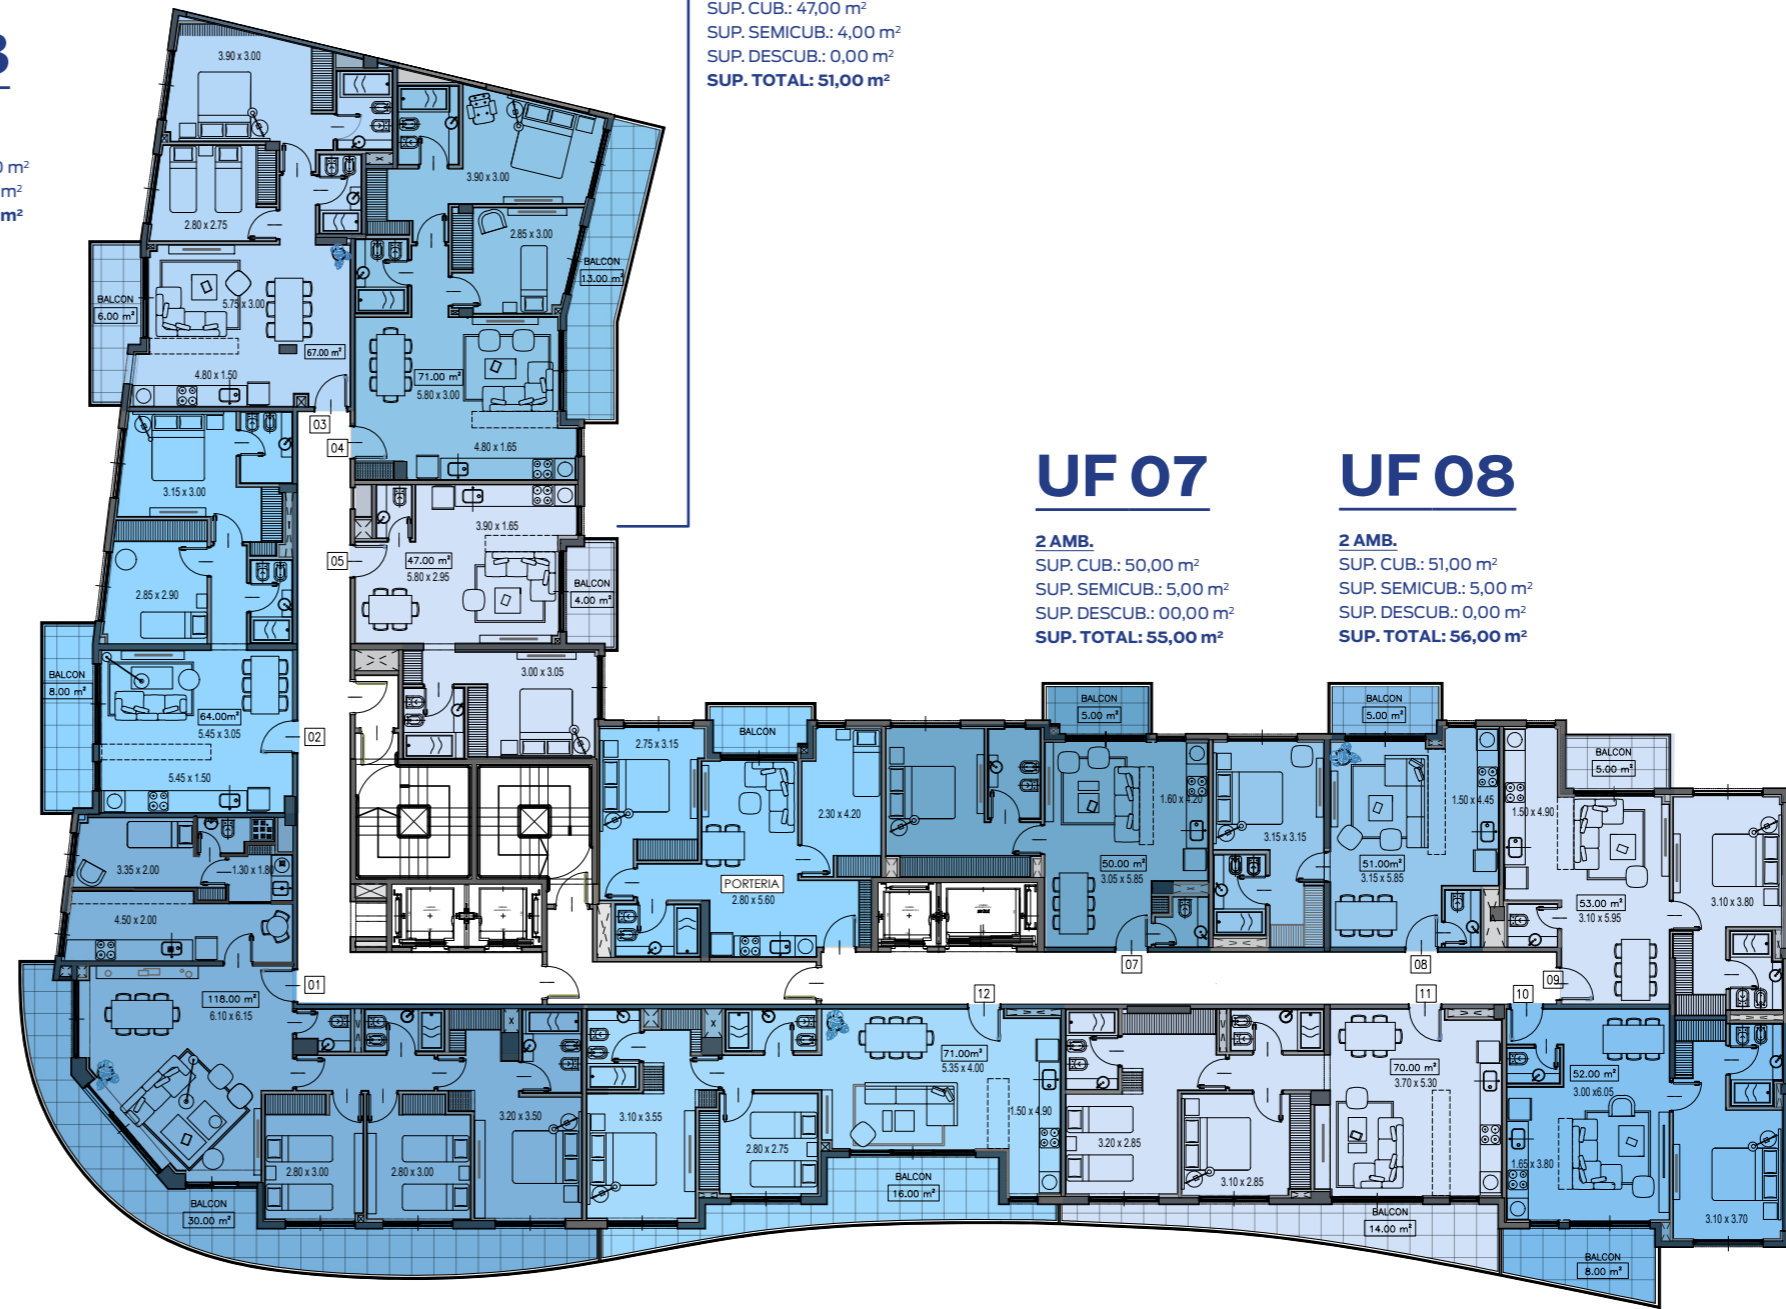 SUP. CUB.: 47,00 m²
SUP. SEMICUB.: 4,00 m²
SUP. DESCUB.: 0,00 m²
SUP. TOTAL: 51,00 m²
m²
m²
m²
3.90 x 3.00
2.80 x 2.75
BALCON
6.00 m²
5.75 x 3.00
67.00 m²
4.80 x 1.50
03
3.90 x 3.00
2.85 x 3.00
BALCON
13.00 m²
71.00 m²
5.80 x 3.00
4.80 x 1.65
04
3.15 x 3.00
2.85 x 2.90
BALCON
8.00 m²
64.00m²
5.45 x 3.05
5.45 x 1.50
02
3.90 x 1.65
05
47.00 m²
5.80 x 2.95
BALCON
4.00 m²
3.00 x 3.05
UF 07
2 AMB.
SUP. CUB.: 50,00 m²
SUP. SEMICUB.: 5,00 m²
SUP. DESCUB.: 00,00 m²
SUP. TOTAL: 55,00 m²
UF 08
2 AMB.
SUP. CUB.: 51,00 m²
SUP. SEMICUB.: 5,00 m²
SUP. DESCUB.: 0,00 m²
SUP. TOTAL: 56,00 m²
3.35 x 2.00
1.30 x 1.80
4.50 x 2.00
01
118.00 m²
6.10 x 6.15
BALCON
30.00 m²
2.80 x 3.00
2.80 x 3.00
3.20 x 3.50
2.75 x 3.15
BALCON
2.30 x 4.20
PORTERIA
2.80 x 5.60
BALCON
5.00 m²
1.60 x 4.20
50.00 m²
3.05 x 5.85
07
3.15 x 3.15
BALCON
5.00 m²
1.50 x 4.45
51.00m²
3.15 x 5.85
08
BALCON
5.00 m²
1.50 x 4.90
53.00 m²
3.10 x 5.95
3.10 x 3.80
09
12
11
10
3.10 x 3.55
2.80 x 2.75
71.00m²
5.35 x 4.00
1.50 x 4.90
BALCON
16.00 m²
3.20 x 2.85
3.10 x 2.85
70.00 m²
3.70 x 5.30
BALCON
14.00 m²
52.00 m²
3.00 x6.05
1.65 x 3.80
3.10 x 3.70
BALCON
8.00 m²